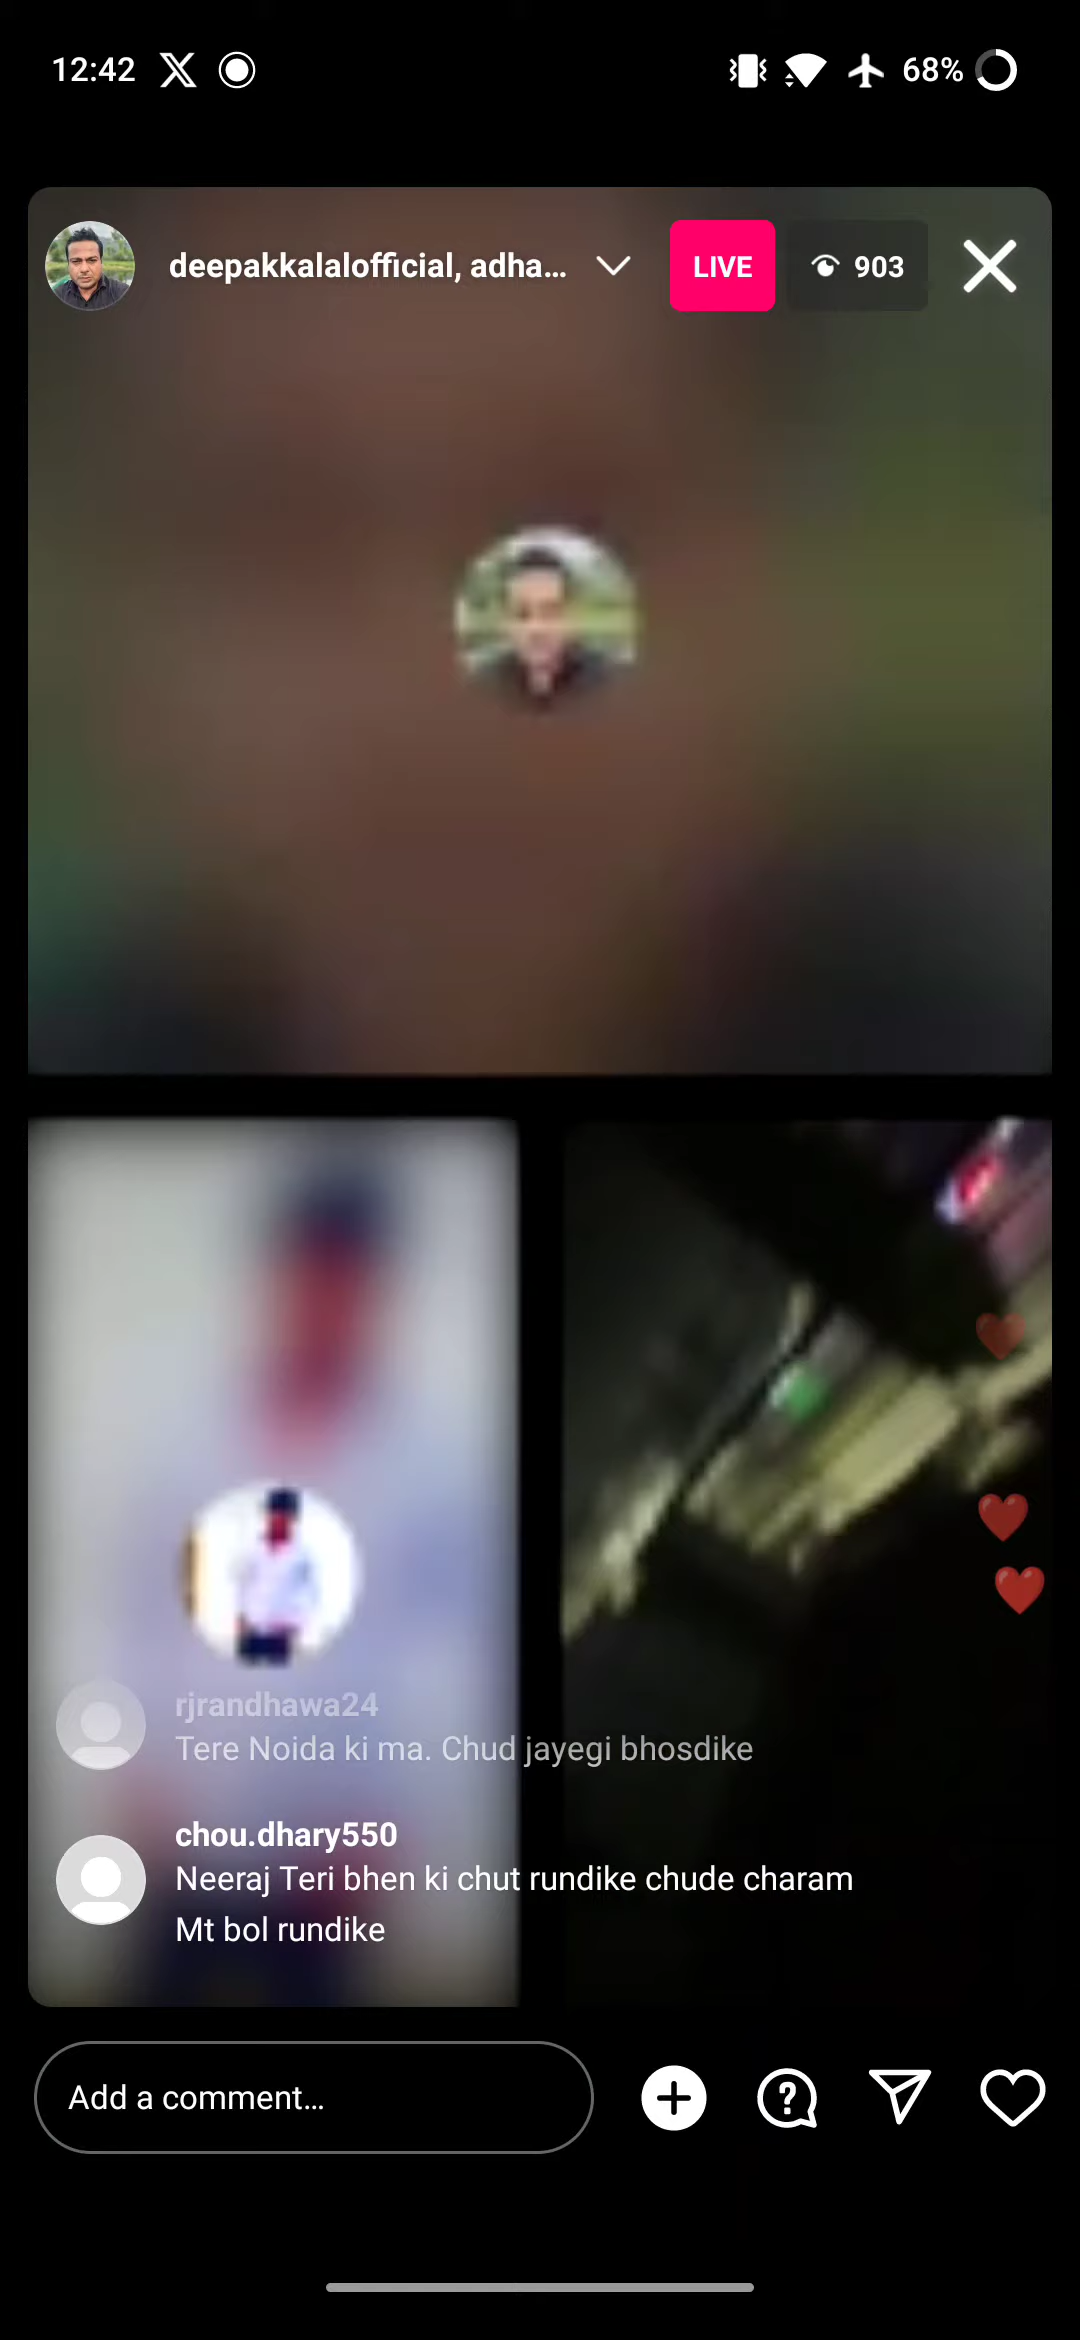 12:42
68%
deepakkalalofficial, adha...
LIVE
903
rjrandhawa24
Tere Noida ki ma. Chud jayegi bhosdike
chou.dhary550
Neeraj Teri bhen ki chut rundike chude charam
Mt bol rundike
Add a comment...